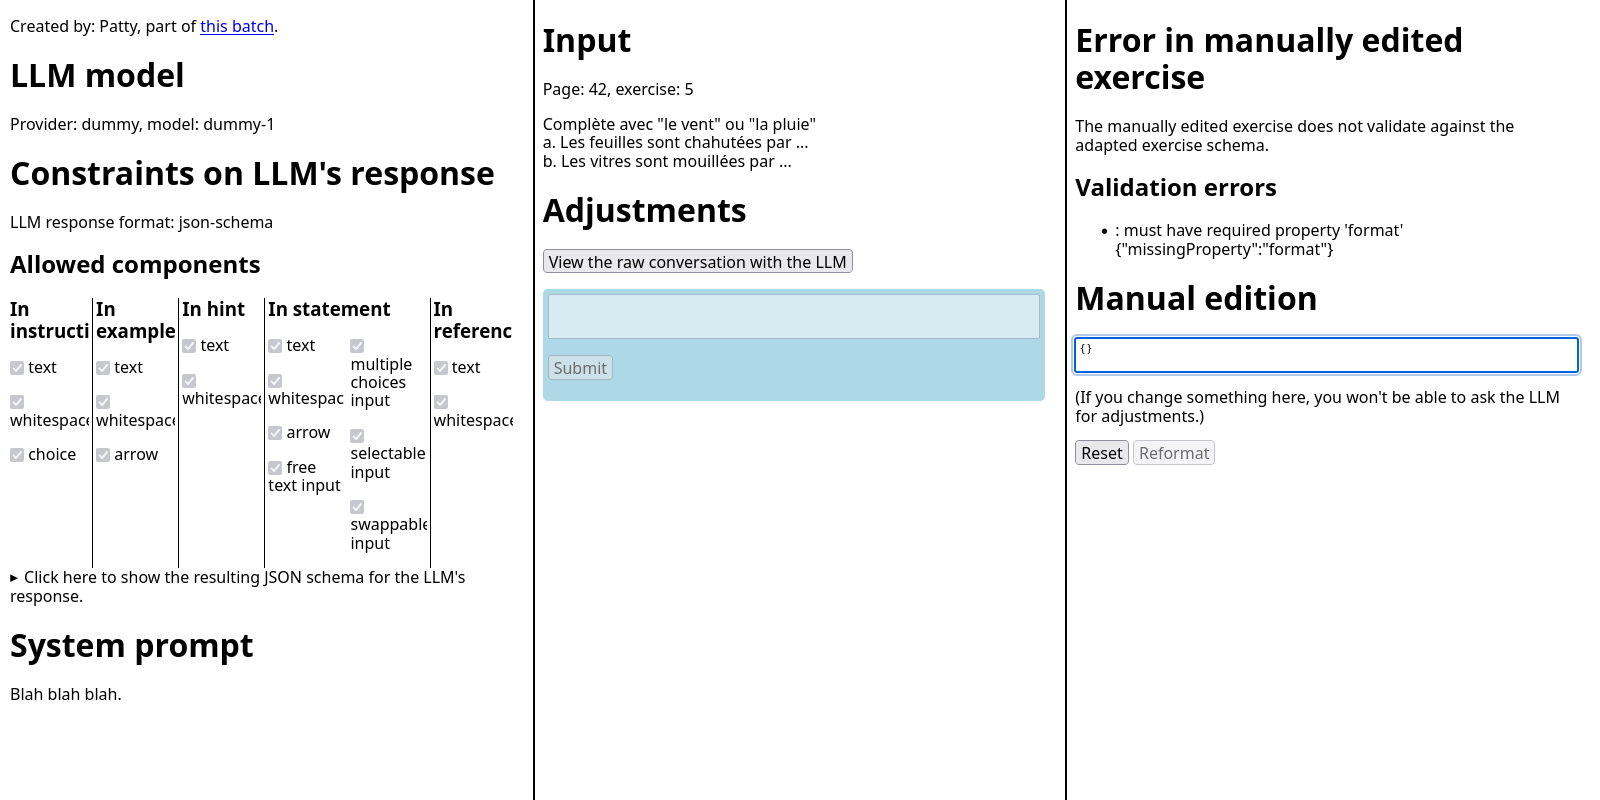 Created by: Patty, part of this batch.
LLM model
Provider: dummy, model: dummy-1
Constraints on LLM's response
LLM response format: json-schema
Allowed components
In
instructi
text
whitespace
choice
In
example
text
whitespace
arrow
In hint
text
whitespace
In statement
text
whitespac
arrow
free
text input
multiple
choices
input
selectable
input
swappable
input
In
referenc
text
whitespace
▸ Click here to show the resulting JSON schema for the LLM's
response.
System prompt
Blah blah blah.
Input
Page: 42, exercise: 5
Complète avec "le vent" ou "la pluie"
a. Les feuilles sont chahutées par ...
b. Les vitres sont mouillées par ...
Adjustments
View the raw conversation with the LLM
Submit
Error in manually edited
exercise
The manually edited exercise does not validate against the
adapted exercise schema.
Validation errors
• : must have required property 'format'
{"missingProperty":"format"}
Manual edition
{}
(If you change something here, you won't be able to ask the LLM
for adjustments.)
Reset Reformat